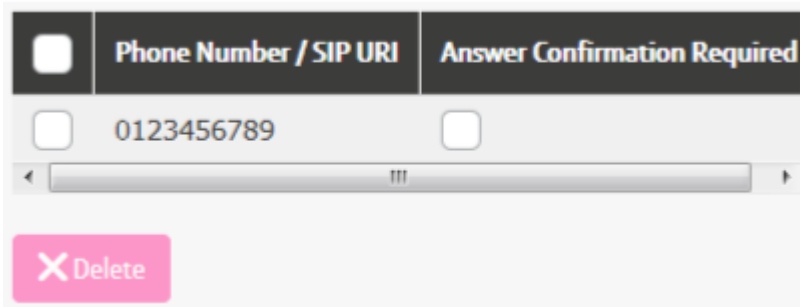 Phone Number / SIP URI Answer Confirmation Required
0123456789
Delete